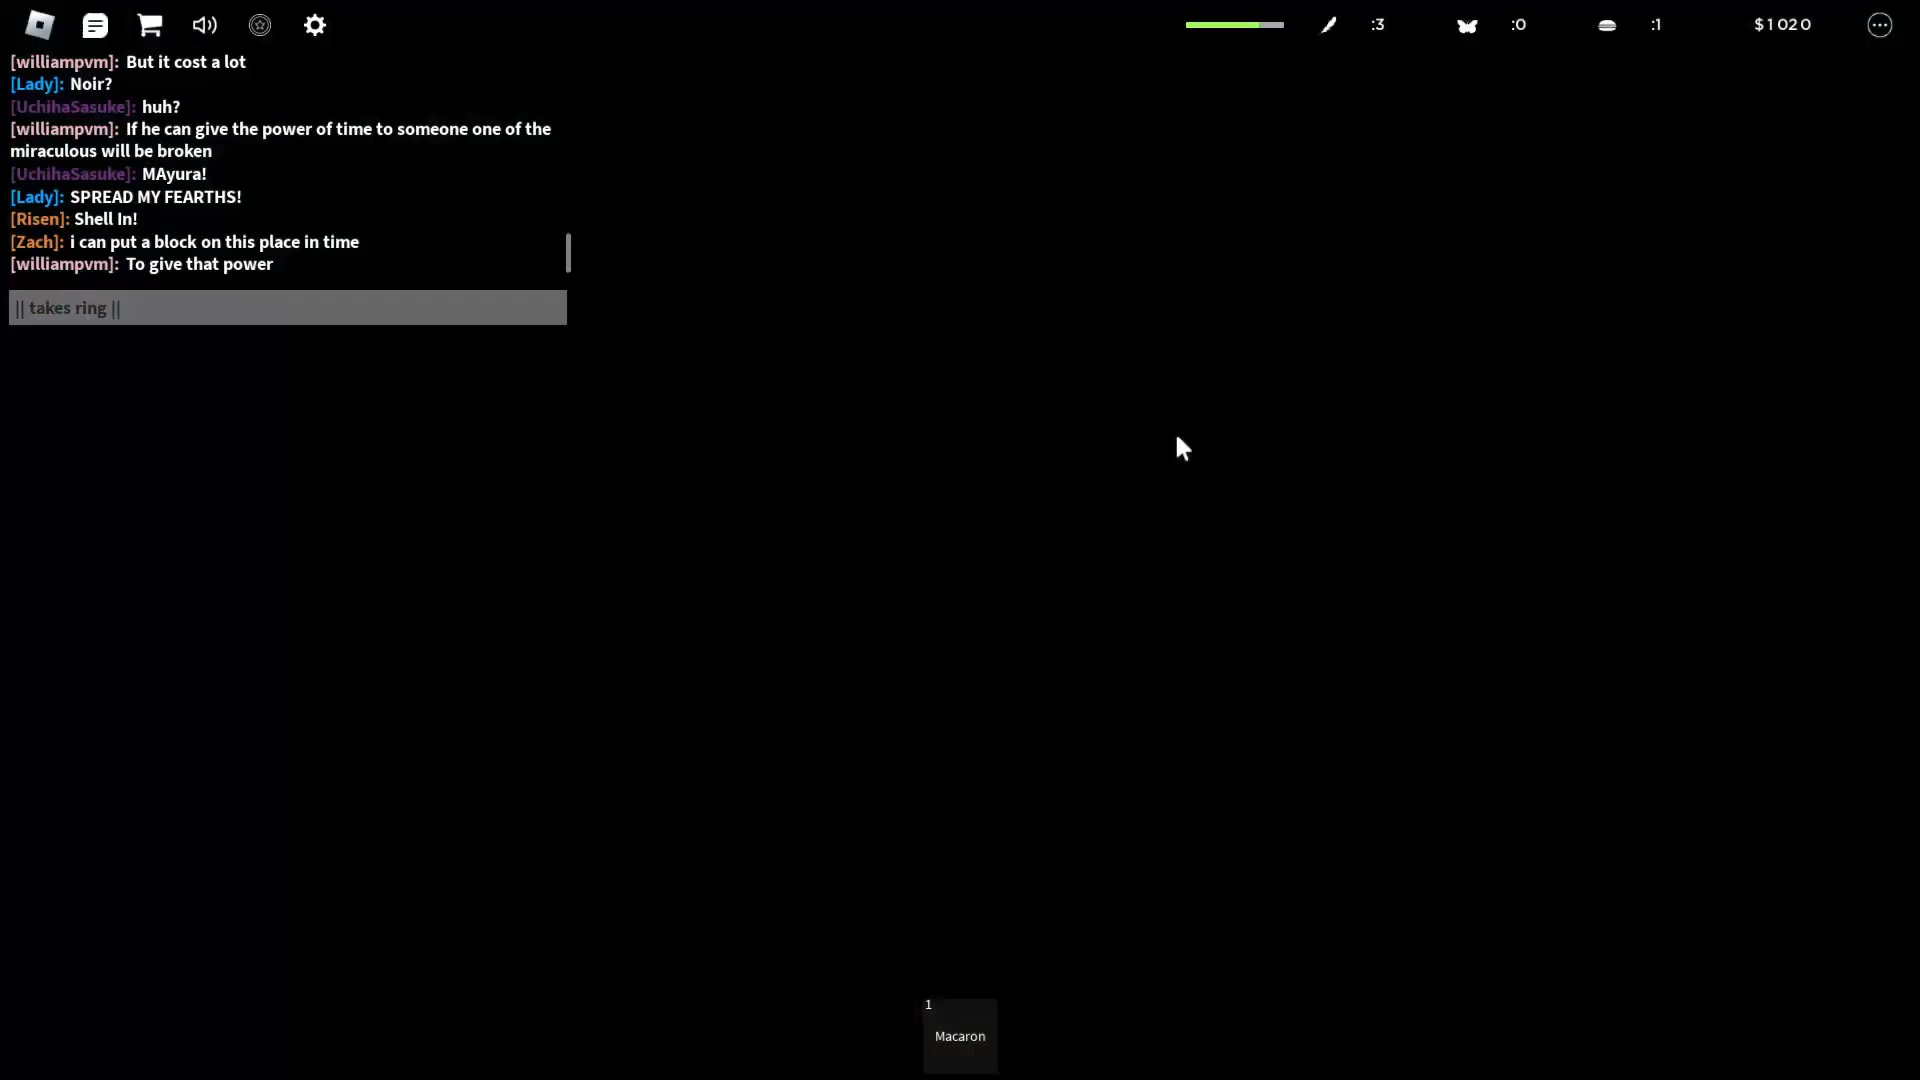 :3 :0 :1 $1020
[williampvm]: But it cost a lot
[Lady]: Noir?
[UchihaSasuke]: huh?
[williampvm]: If he can give the power of time to someone one of the
miraculous will be broken
[UchihaSasuke]: MAyura!
[Lady]: SPREAD MY FEARTHS!
[Risen]: Shell In!
[Zach]: i can put a block on this place in time
[williampvm]: To give that power
|| takes ring ||
1
Macaron